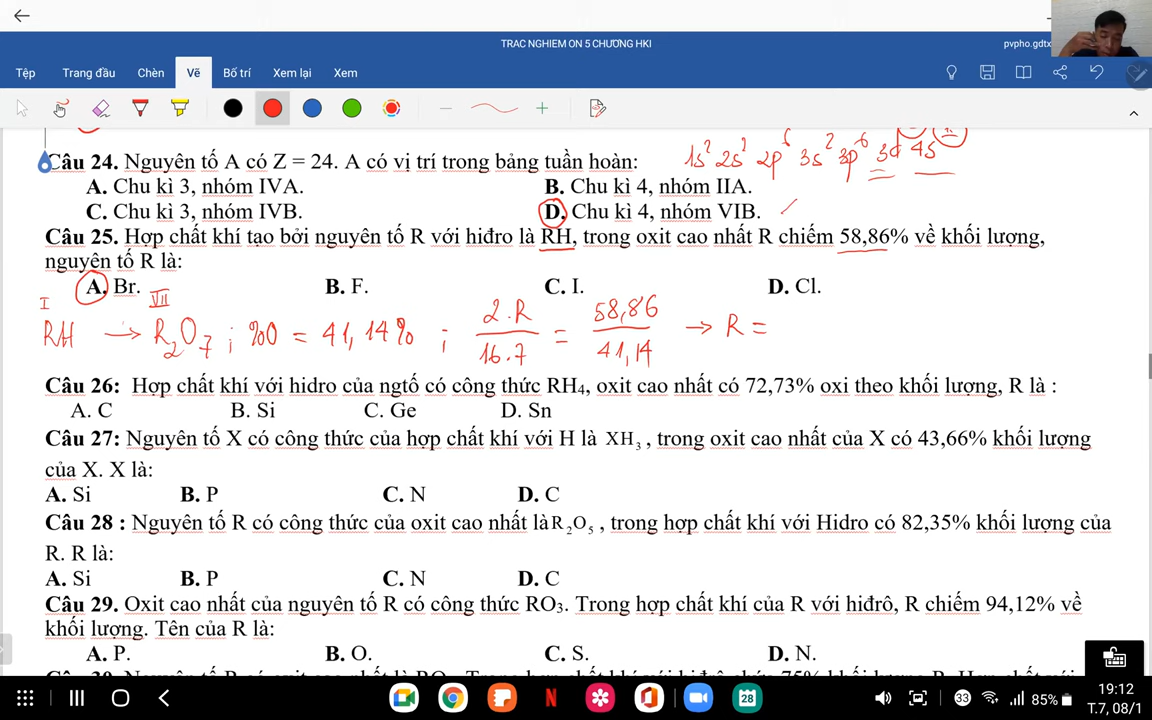 TRAC NGHIEM ON 5 CHƯƠNG HKI
pvpho.gdtx
Tệp Trang đầu Chèn Vẽ Bố trí Xem lại Xem
1s² 2s² 2p⁶ 3s² 3p⁶ 3d 4s
Câu 24. Nguyên tố A có Z = 24. A có vị trí trong bảng tuần hoàn:
A. Chu kì 3, nhóm IVA. B. Chu kì 4, nhóm IIA.
C. Chu kì 3, nhóm IVB. D. Chu kì 4, nhóm VIB.
Câu 25. Hợp chất khí tạo bởi nguyên tố R với hiđro là RH, trong oxit cao nhất R chiếm 58,86% về khối lượng,
nguyên tố R là:
A. Br. B. F. C. I. D. Cl.
I VII
RH → R₂O₇ ; %O = 41,14% ; 2.R / 16.7 = 58,86 / 41,14 → R =
Câu 26: Hợp chất khí với hidro của ngtố có công thức RH₄, oxit cao nhất có 72,73% oxi theo khối lượng, R là :
A. C B. Si C. Ge D. Sn
Câu 27: Nguyên tố X có công thức của hợp chất khí với H là XH₃, trong oxit cao nhất của X có 43,66% khối lượng
của X. X là:
A. Si B. P C. N D. C
Câu 28 : Nguyên tố R có công thức của oxit cao nhất là R₂O₅, trong hợp chất khí với Hidro có 82,35% khối lượng của
R. R là:
A. Si B. P C. N D. C
Câu 29. Oxit cao nhất của nguyên tố R có công thức RO₃. Trong hợp chất khí của R với hiđrô, R chiếm 94,12% về
khối lượng. Tên của R là:
A. P. B. O. C. S. D. N.
33 85% 19:12
T.7, 08/1
28